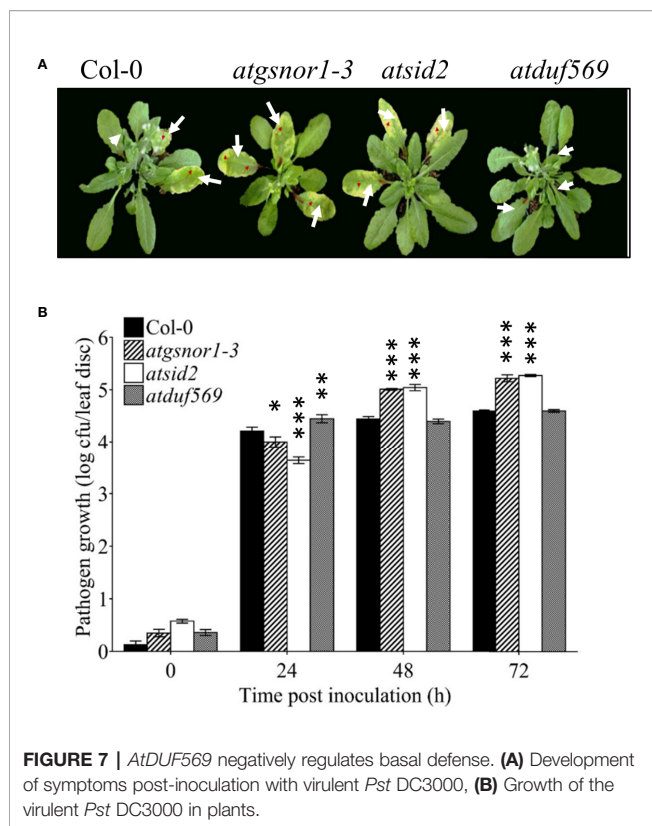 A
Col-0 atgsnor1-3 atsid2 atduf569
B
Col-0
atgsnor1-3
atsid2
atduf569
6
5
4
3
2
1
0
* *** **
*** ***
*** ***
0 24 48 72
Pathogen growth (log cfu/leaf disc)
Time post inoculation (h)
FIGURE 7 | AtDUF569 negatively regulates basal defense. (A) Development
of symptoms post-inoculation with virulent Pst DC3000, (B) Growth of the
virulent Pst DC3000 in plants.